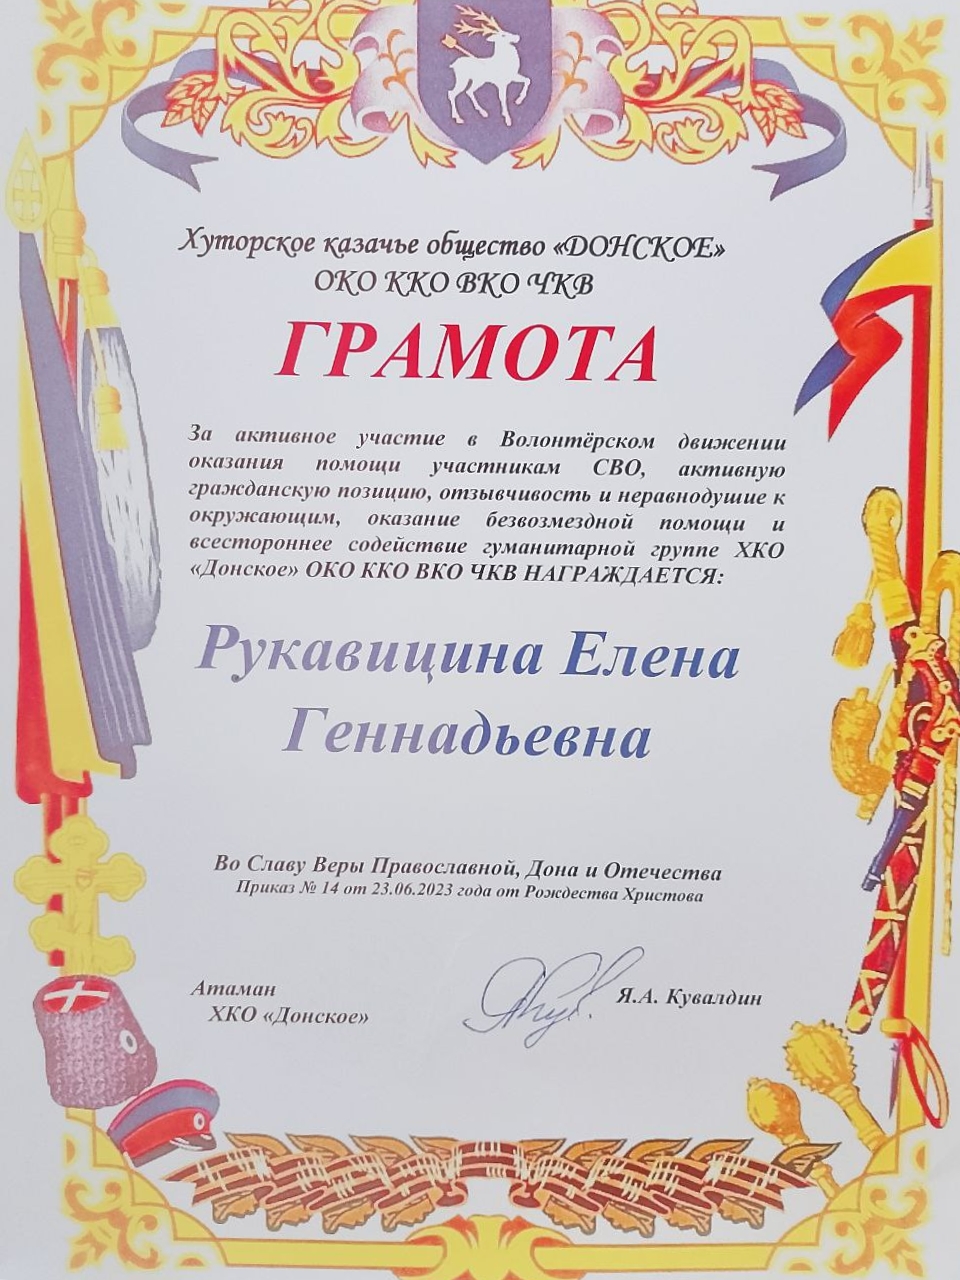 Хуторское казачье общество «ДОНСКОЕ»
ОКО ККО ВКО ЧКВ
ГРАМОТА
За активное участие в Волонтёрском движении
оказания помощи участникам СВО, активную
гражданскую позицию, отзывчивость и неравнодушие к
окружающим, оказание безвозмездной помощи и
всестороннее содействие гуманитарной группе ХКО
«Донское» ОКО ККО ВКО ЧКВ НАГРАЖДАЕТСЯ:
Рукавицина Елена
Геннадьевна
Во Славу Веры Православной, Дона и Отечества
Приказ № 14 от 23.06.2023 года от Рождества Христова
Атаман
ХКО «Донское»
Я.А. Кувалдин